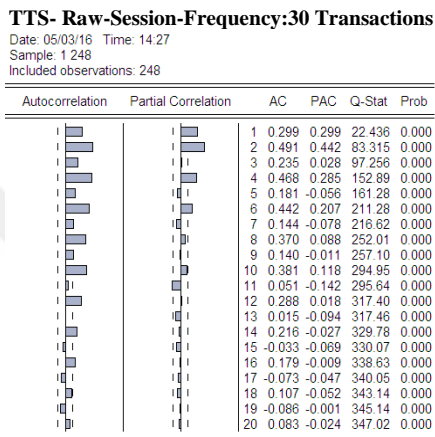 TTS- Raw-Session-Frequency:30 Transactions
Date: 05/03/16 Time: 14:27
Sample: 1 248
Included observations: 248
Autocorrelation Partial Correlation AC PAC Q-Stat Prob
1 0.299 0.299 22.436 0.000
2 0.491 0.442 83.315 0.000
3 0.235 0.028 97.256 0.000
4 0.468 0.285 152.89 0.000
5 0.181 -0.056 161.28 0.000
6 0.442 0.207 211.28 0.000
7 0.144 -0.078 216.62 0.000
8 0.370 0.088 252.01 0.000
9 0.140 -0.011 257.10 0.000
10 0.381 0.118 294.95 0.000
11 0.051 -0.142 295.64 0.000
12 0.288 0.018 317.40 0.000
13 0.015 -0.094 317.46 0.000
14 0.216 -0.027 329.78 0.000
15 -0.033 -0.069 330.07 0.000
16 0.179 -0.009 338.63 0.000
17 -0.073 -0.047 340.05 0.000
18 0.107 -0.052 343.14 0.000
19 -0.086 -0.001 345.14 0.000
20 0.083 -0.024 347.02 0.000